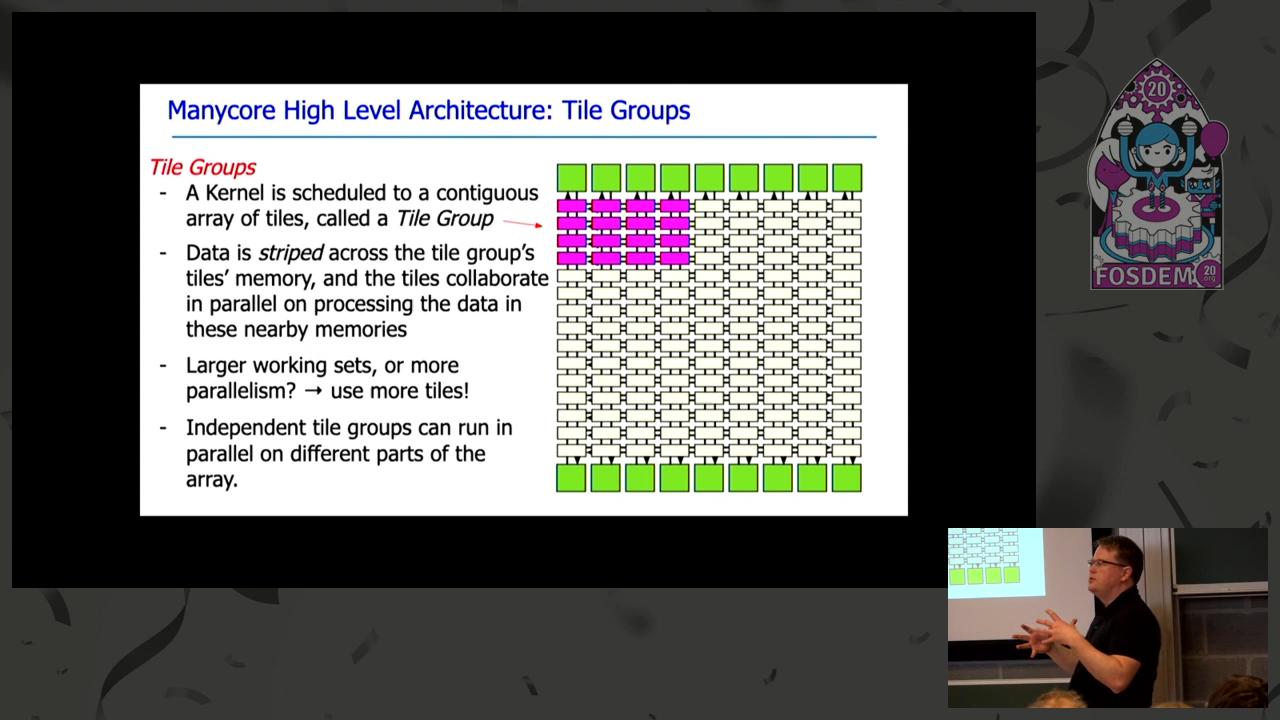 Manycore High Level Architecture: Tile Groups
Tile Groups
- A Kernel is scheduled to a contiguous
array of tiles, called a Tile Group
- Data is striped across the tile group's
tiles' memory, and the tiles collaborate
in parallel on processing the data in
these nearby memories
- Larger working sets, or more
parallelism? → use more tiles!
- Independent tile groups can run in
parallel on different parts of the
array.
20
FOSDEM
20
.org